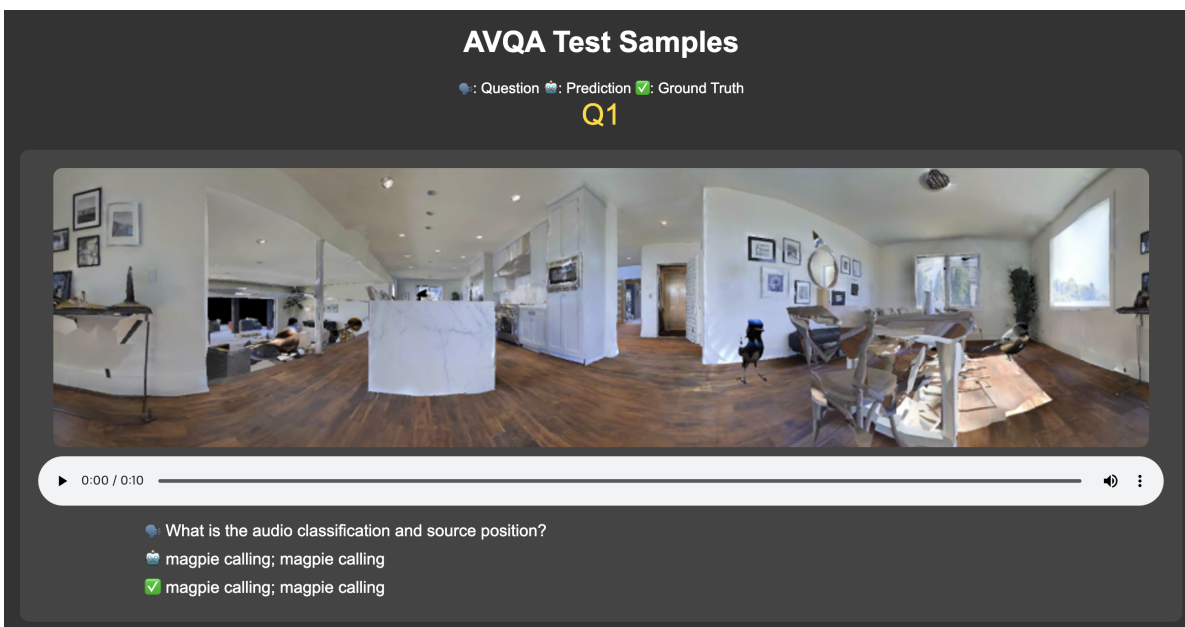 AVQA Test Samples
🗣️: Question 🤖: Prediction ✅: Ground Truth
Q1
0:00 / 0:10
🗣️ What is the audio classification and source position?
🤖 magpie calling; magpie calling
✅ magpie calling; magpie calling